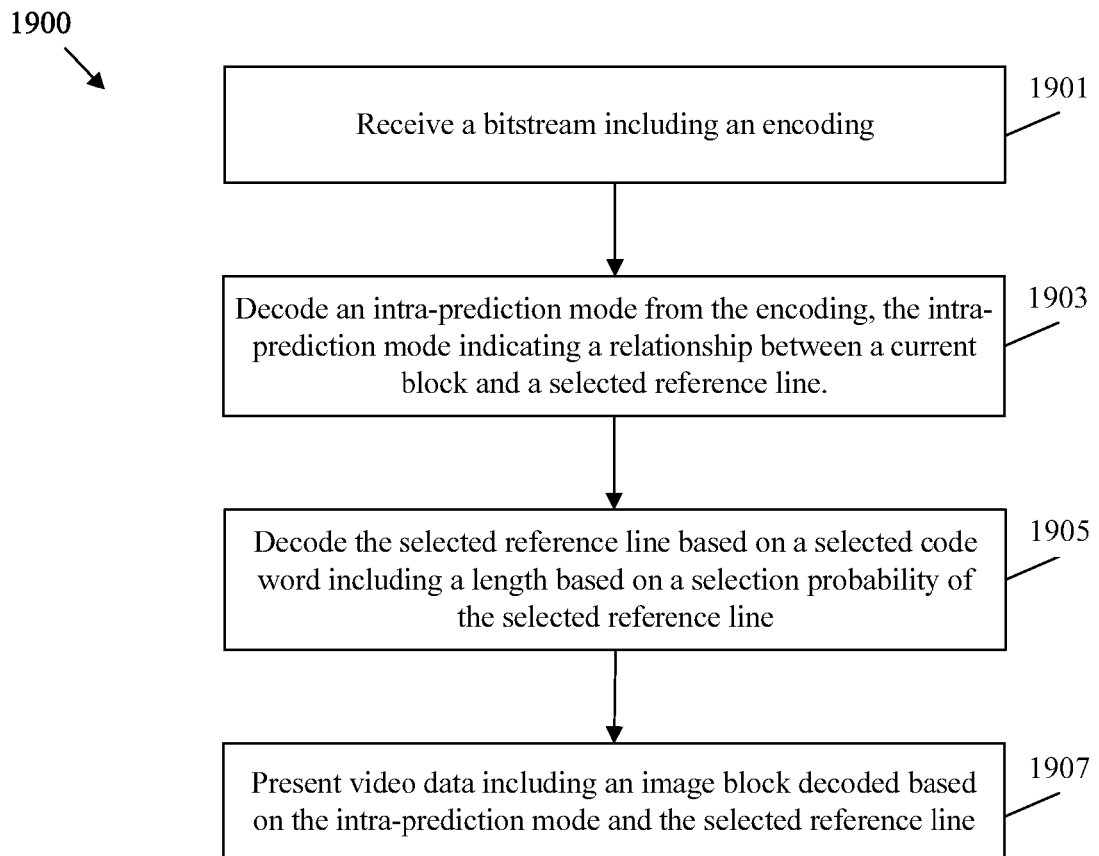 1900
1901
Receive a bitstream including an encoding
1903
Decode an intra-prediction mode from the encoding, the intra-
prediction mode indicating a relationship between a current
block and a selected reference line.
1905
Decode the selected reference line based on a selected code
word including a length based on a selection probability of
the selected reference line
1907
Present video data including an image block decoded based
on the intra-prediction mode and the selected reference line